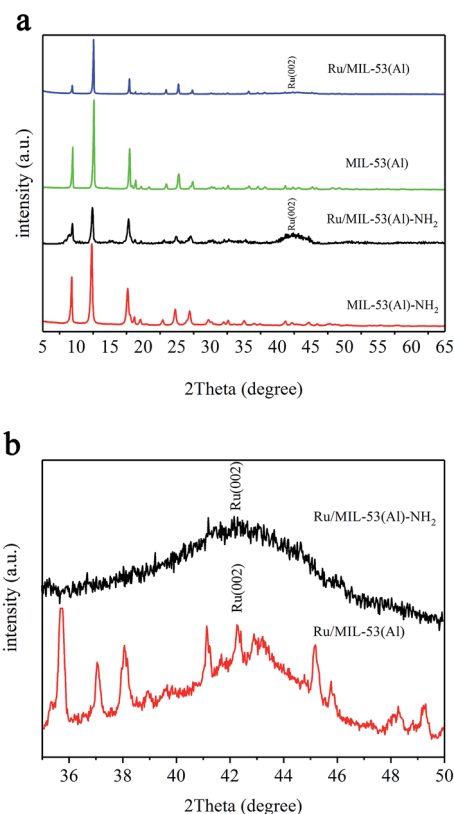 a
Ru(002)
Ru/MIL-53(Al)
MIL-53(Al)
Ru(002)
Ru/MIL-53(Al)-NH₂
MIL-53(Al)-NH₂
intensity (a.u.)
5 10 15 20 25 30 35 40 45 50 55 60 65
2Theta (degree)
b
Ru(002)
Ru/MIL-53(Al)-NH₂
Ru(002)
Ru/MIL-53(Al)
intensity (a.u.)
36 38 40 42 44 46 48 50
2Theta (degree)